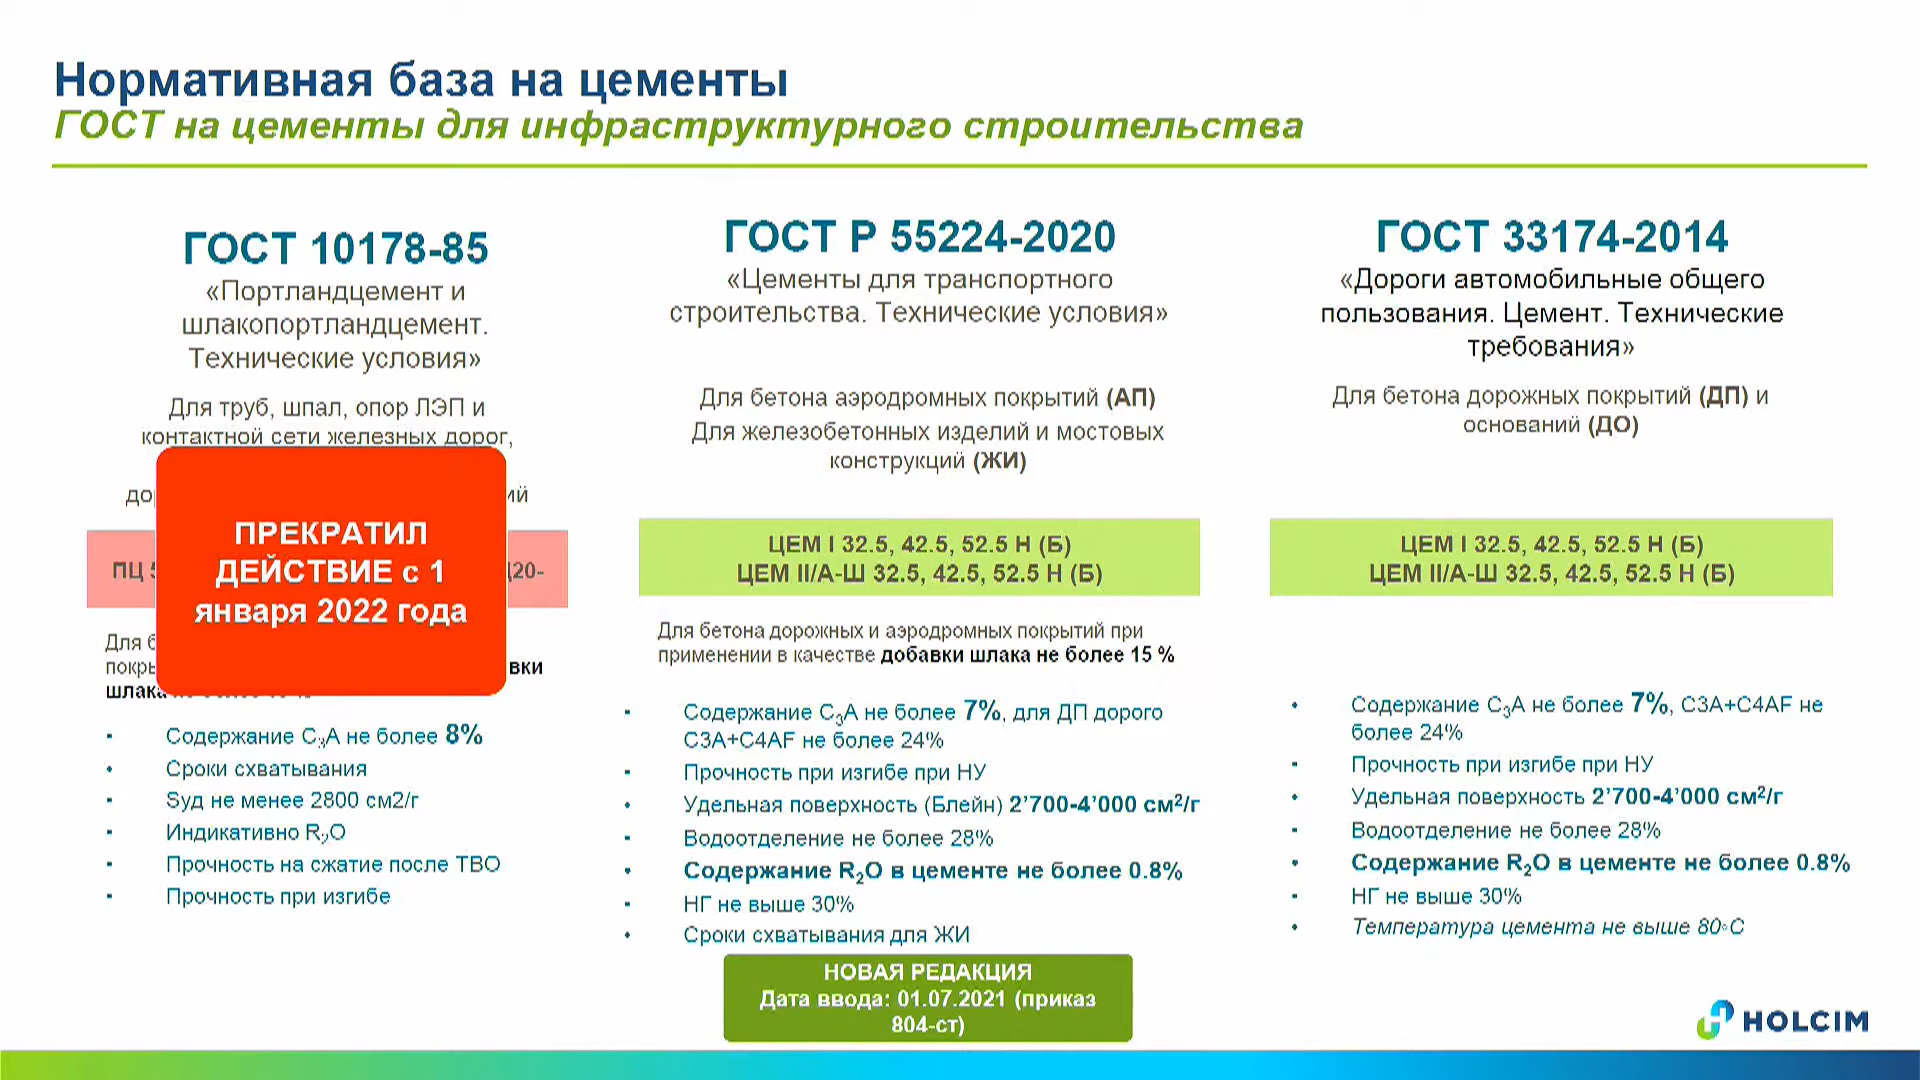 Нормативная база на цементы
ГОСТ на цементы для инфраструктурного строительства
ГОСТ 10178-85
«Портландцемент и
шлакопортландцемент.
Технические условия»
Для труб, шпал, опор ЛЭП и
контактной сети железных дорог,
ПРЕКРАТИЛ
ДЕЙСТВИЕ с 1
января 2022 года
ПЦ
Для
шлака
• Содержание C₃A не более 8%
• Сроки схватывания
• Sуд не менее 2800 см2/г
• Индикативно R₂O
• Прочность на сжатие после ТВО
• Прочность при изгибе
ГОСТ Р 55224-2020
«Цементы для транспортного
строительства. Технические условия»
Для бетона аэродромных покрытий (АП)
Для железобетонных изделий и мостовых
конструкций (ЖИ)
ЦЕМ I 32.5, 42.5, 52.5 Н (Б)
ЦЕМ II/А-Ш 32.5, 42.5, 52.5 Н (Б)
Для бетона дорожных и аэродромных покрытий при
применении в качестве добавки шлака не более 15 %
• Содержание C₃A не более 7%, для ДП дорого
C3A+C4AF не более 24%
• Прочность при изгибе при НУ
• Удельная поверхность (Блейн) 2’700-4’000 см²/г
• Водоотделение не более 28%
• Содержание R₂O в цементе не более 0.8%
• НГ не выше 30%
• Сроки схватывания для ЖИ
НОВАЯ РЕДАКЦИЯ
Дата ввода: 01.07.2021 (приказ
804-ст)
ГОСТ 33174-2014
«Дороги автомобильные общего
пользования. Цемент. Технические
требования»
Для бетона дорожных покрытий (ДП) и
оснований (ДО)
ЦЕМ I 32.5, 42.5, 52.5 Н (Б)
ЦЕМ II/А-Ш 32.5, 42.5, 52.5 Н (Б)
• Содержание C₃A не более 7%, C3A+C4AF не
более 24%
• Прочность при изгибе при НУ
• Удельная поверхность 2’700-4’000 см²/г
• Водоотделение не более 28%
• Содержание R₂O в цементе не более 0.8%
• НГ не выше 30%
• Температура цемента не выше 80◦С
HOLCIM